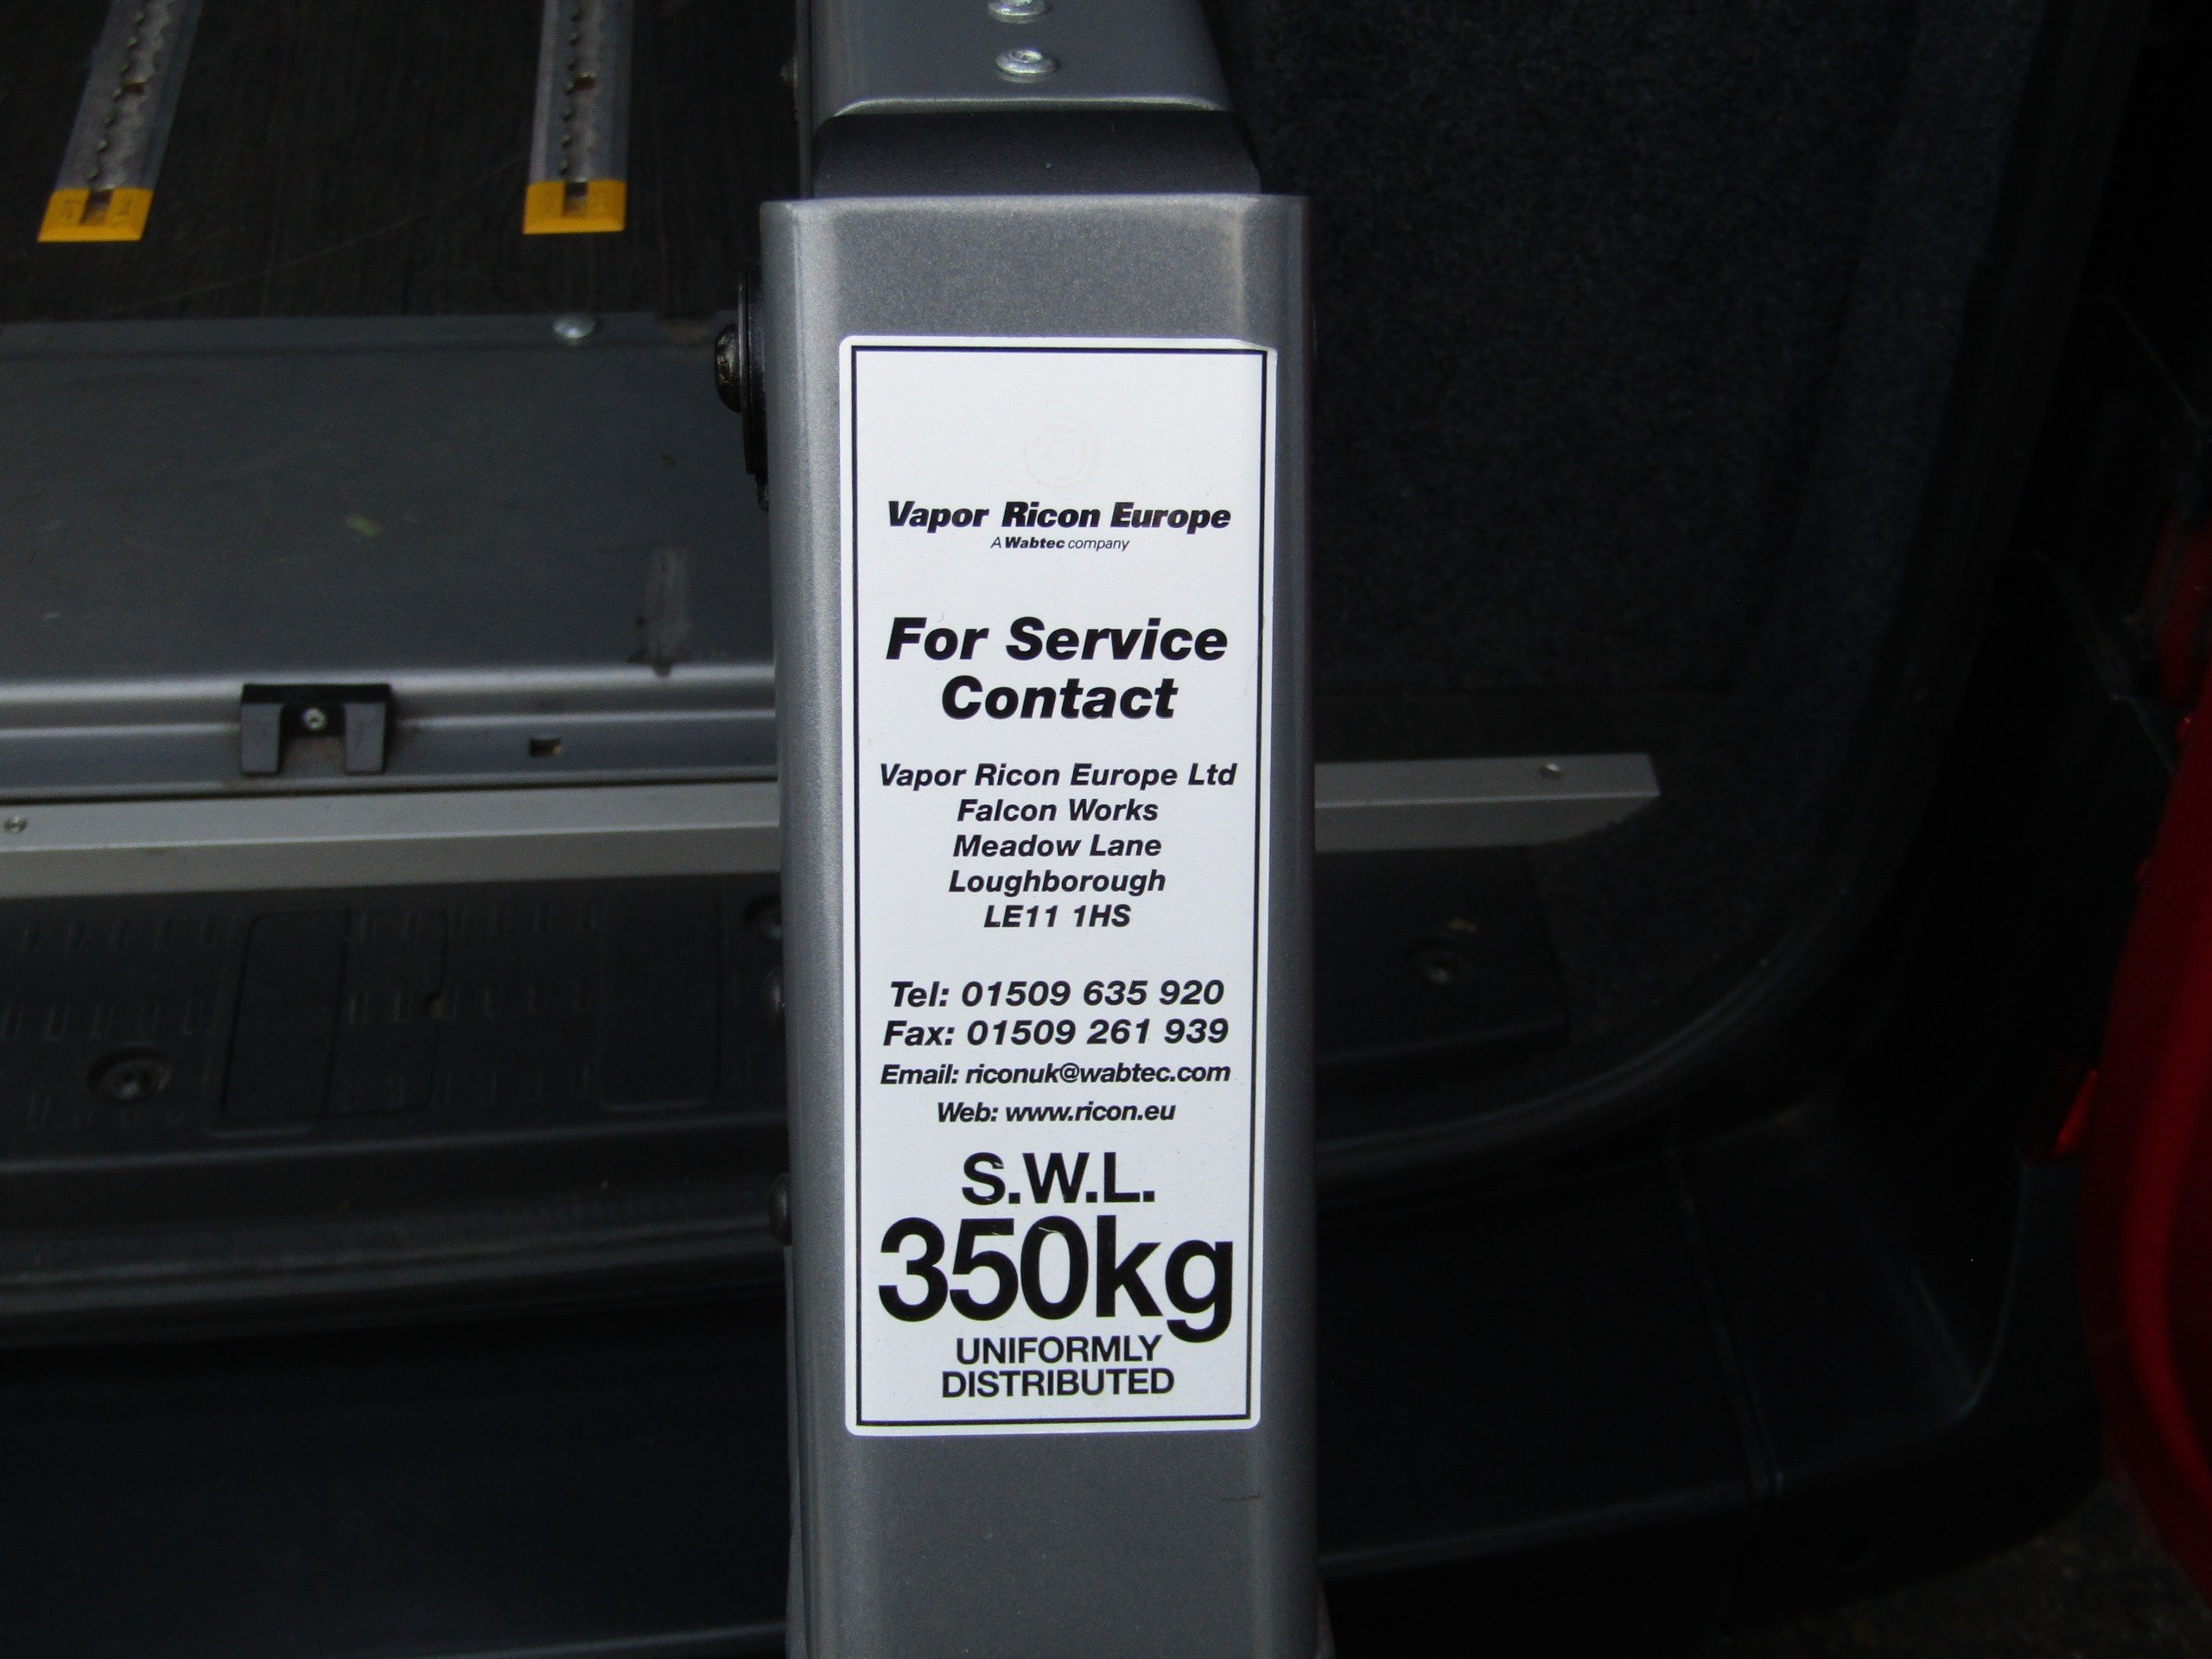 Vapor Ricon Europe
A Wabtec company
For Service
Contact
Vapor Ricon Europe Ltd
Falcon Works
Meadow Lane
Loughborough
LE11 1HS
Tel: 01509 635 920
Fax: 01509 261 939
Email: riconuk@wabtec.com
Web: www.ricon.eu
S.W.L.
350kg
UNIFORMLY
DISTRIBUTED